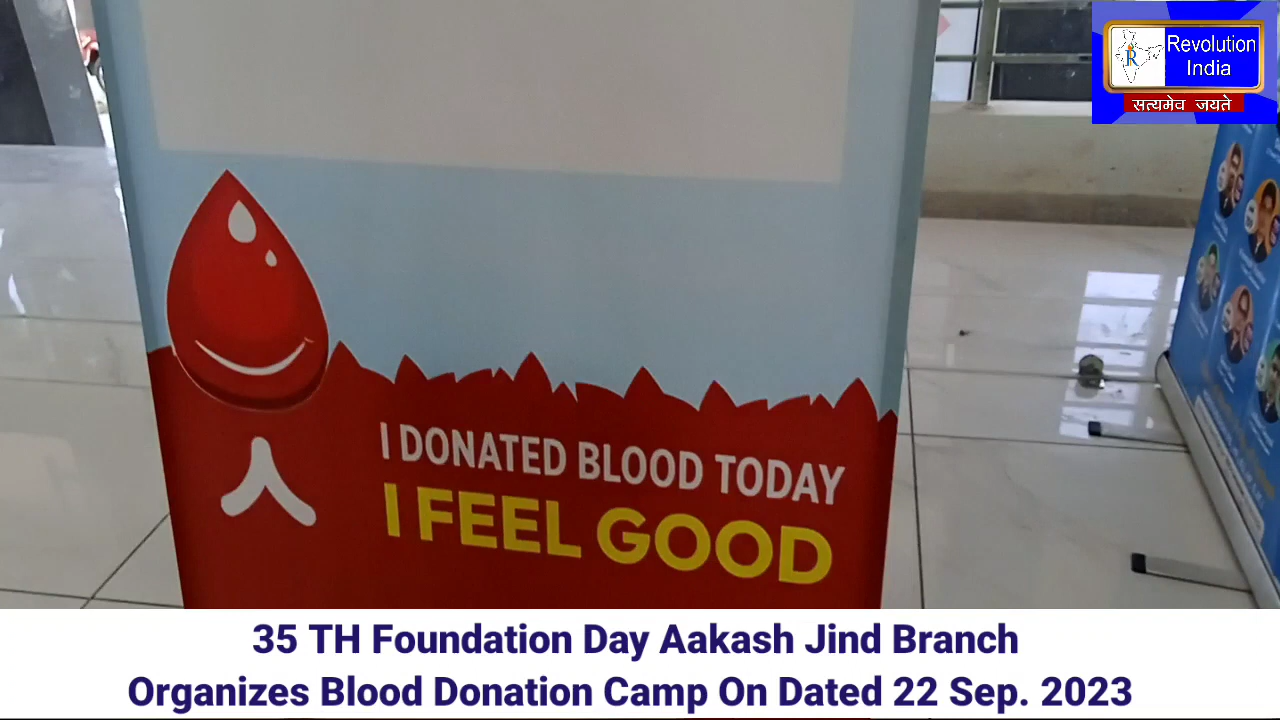 Revolution
India
R
सत्यमेव जयते
I DONATED BLOOD TODAY
I FEEL GOOD
35 TH Foundation Day Aakash Jind Branch
Organizes Blood Donation Camp On Dated 22 Sep. 2023